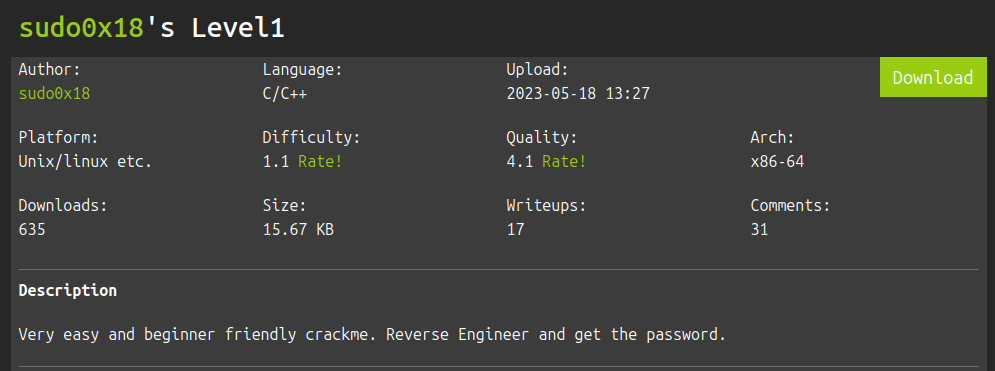 sudo0x18's Level1
Download
Author: Language: Upload:
sudo0x18 C/C++ 2023-05-18 13:27
Platform: Difficulty: Quality: Arch:
Unix/linux etc. 1.1 Rate! 4.1 Rate! x86-64
Downloads: Size: Writeups: Comments:
635 15.67 KB 17 31
Description
Very easy and beginner friendly crackme. Reverse Engineer and get the password.